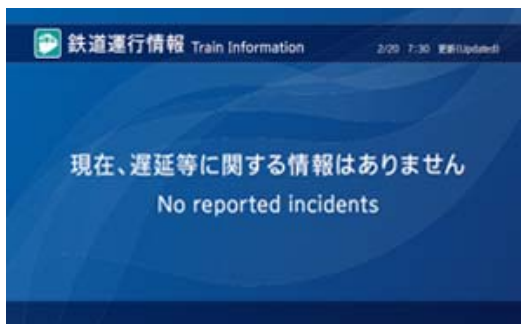 鉄道運行情報 Train Information 2/20 7:30 更新(Updated)
現在、遅延等に関する情報はありません
No reported incidents